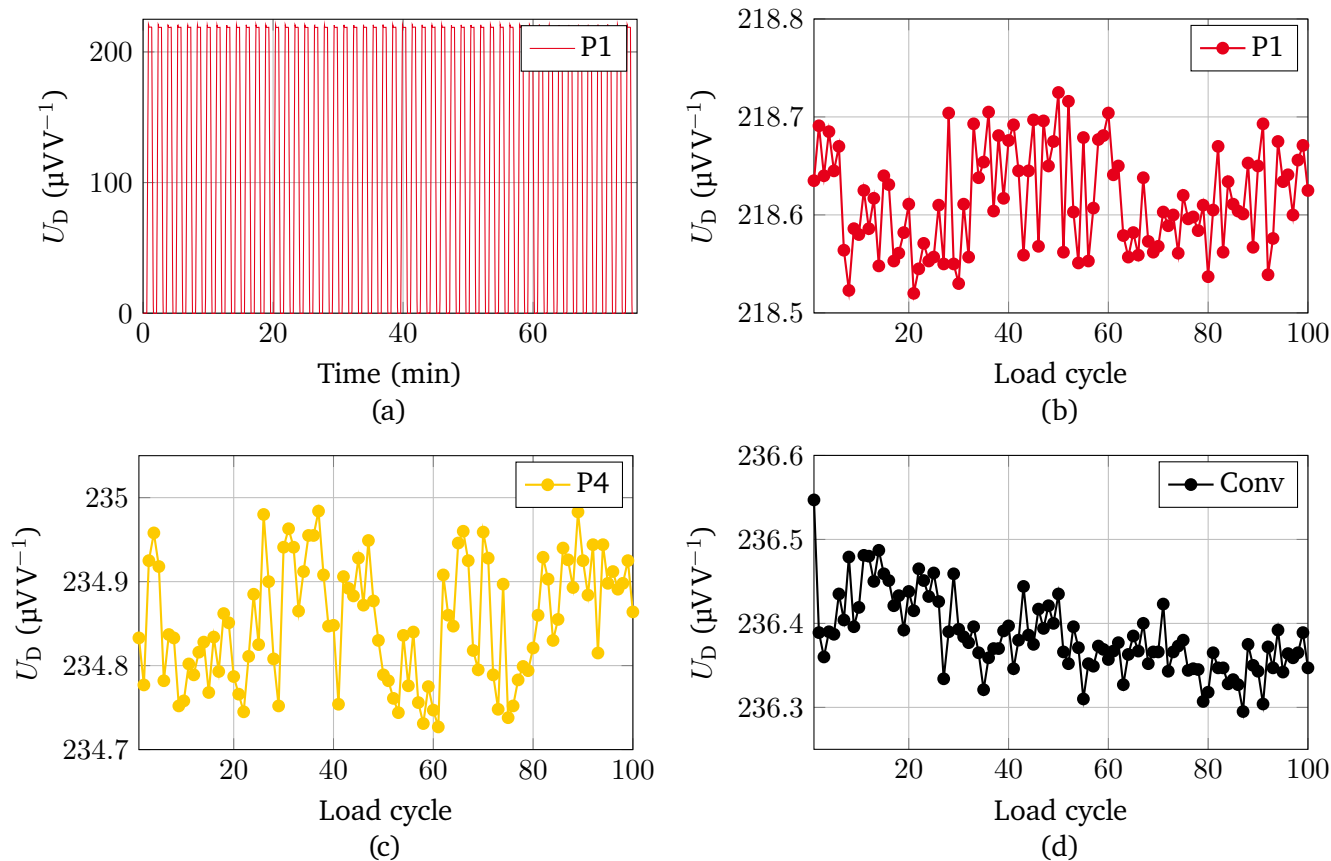 P1
200
100
0
U_D (µVV⁻¹)
0
20
40
60
Time (min)
(a)
P1
218.8
218.7
218.6
218.5
U_D (µVV⁻¹)
20
40
60
80
100
Load cycle
(b)
P4
235
234.9
234.8
234.7
U_D (µVV⁻¹)
20
40
60
80
100
Load cycle
(c)
Conv
236.6
236.5
236.4
236.3
U_D (µVV⁻¹)
20
40
60
80
100
Load cycle
(d)